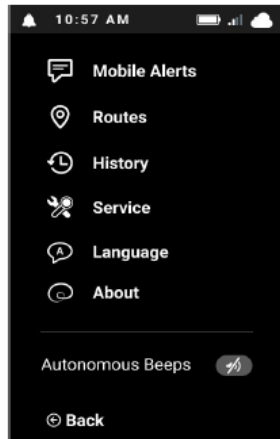 10:57 AM
Mobile Alerts
Routes
History
Service
A Language
About
Autonomous Beeps
Back